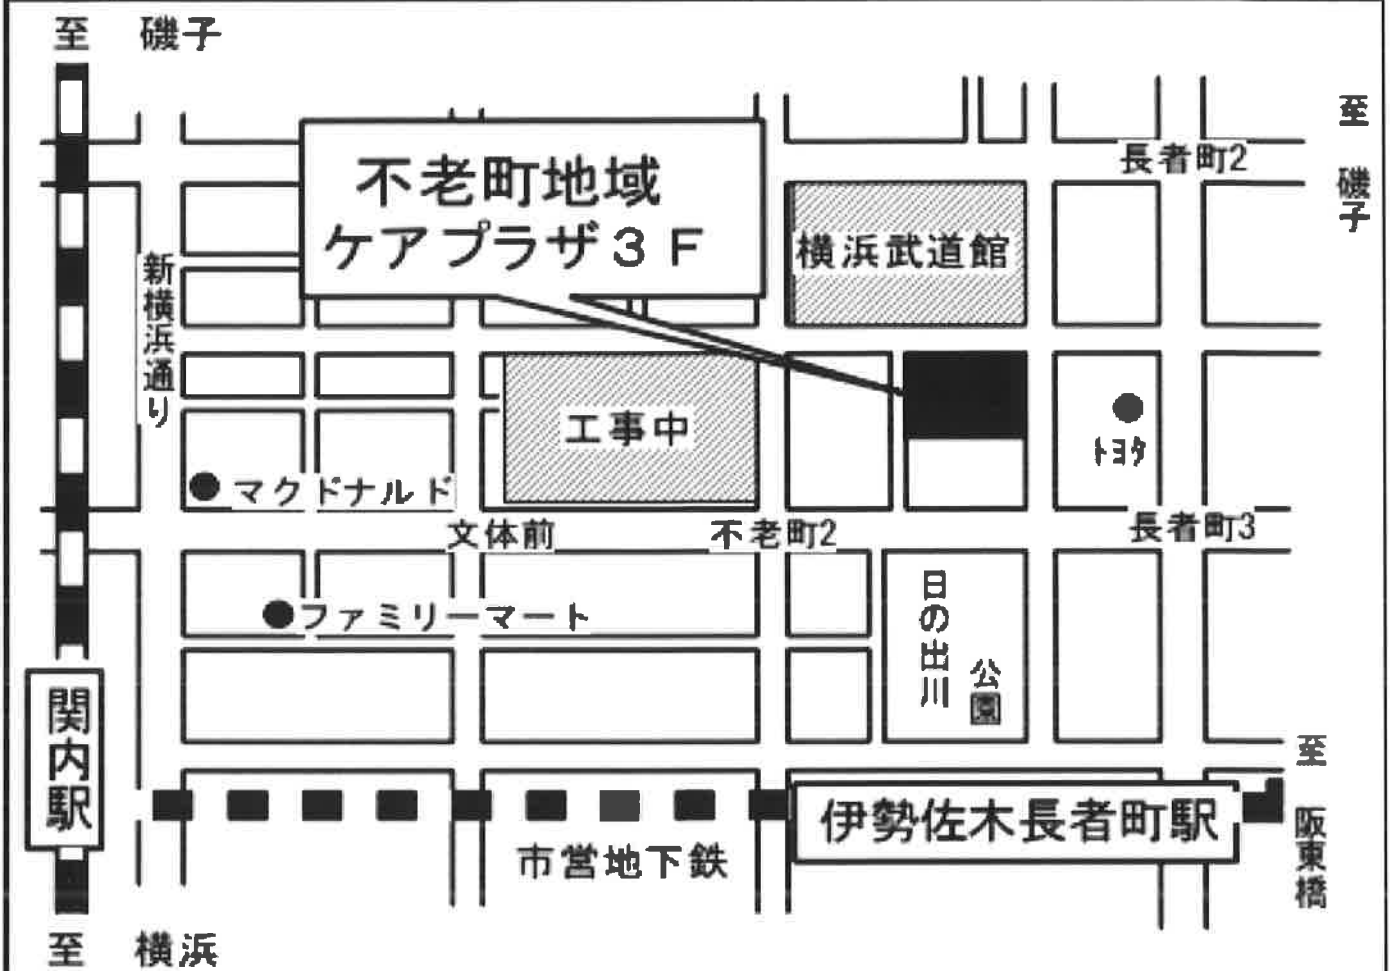 至 磯子
至 磯子
長者町2
不老町地域
ケアプラザ3F
横浜武道館
新横浜通り
工事中
トヨタ
マクドナルド
文体前
不老町2
長者町3
日の出川
公園
ファミリーマート
関内駅
至 阪東橋
伊勢佐木長者町駅
市営地下鉄
至 横浜